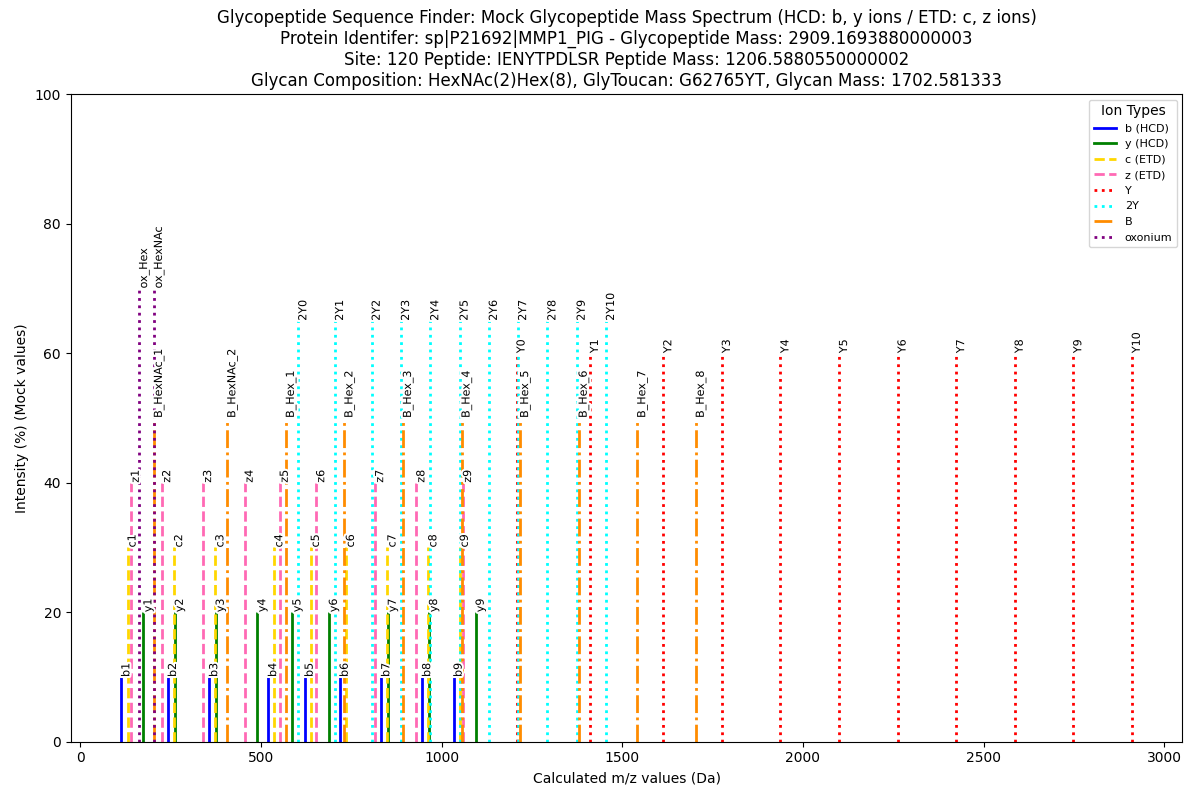 Glycopeptide Sequence Finder: Mock Glycopeptide Mass Spectrum (HCD: b, y ions / ETD: c, z ions)
Protein Identifer: sp|P21692|MMP1_PIG - Glycopeptide Mass: 2909.1693880000003
Site: 120 Peptide: IENYTPDLSR Peptide Mass: 1206.5880550000002
Glycan Composition: HexNAc(2)Hex(8), GlyToucan: G62765YT, Glycan Mass: 1702.581333
Intensity (%) (Mock values)
100
80
60
40
20
0
Ion Types
b (HCD)
y (HCD)
c (ETD)
z (ETD)
Y
2Y
B
oxonium
ox_Hex
ox_HexNAc
2Y0
2Y1
2Y2
2Y3
2Y4
2Y5
2Y6
2Y7
2Y8
2Y9
2Y10
Y0
Y1
Y2
Y3
Y4
Y5
Y6
Y7
Y8
Y9
Y10
B_HexNAc_1
B_HexNAc_2
B_Hex_1
B_Hex_2
B_Hex_3
B_Hex_4
B_Hex_5
B_Hex_6
B_Hex_7
B_Hex_8
z1
z2
z3
z4
z5
z6
z7
z8
z9
c1
c2
c3
c4
c5
c6
c7
c8
c9
y1
y2
y3
y4
y5
y6
y7
y8
y9
b1
b2
b3
b4
b5
b6
b7
b8
b9
0
500
1000
1500
2000
2500
3000
Calculated m/z values (Da)